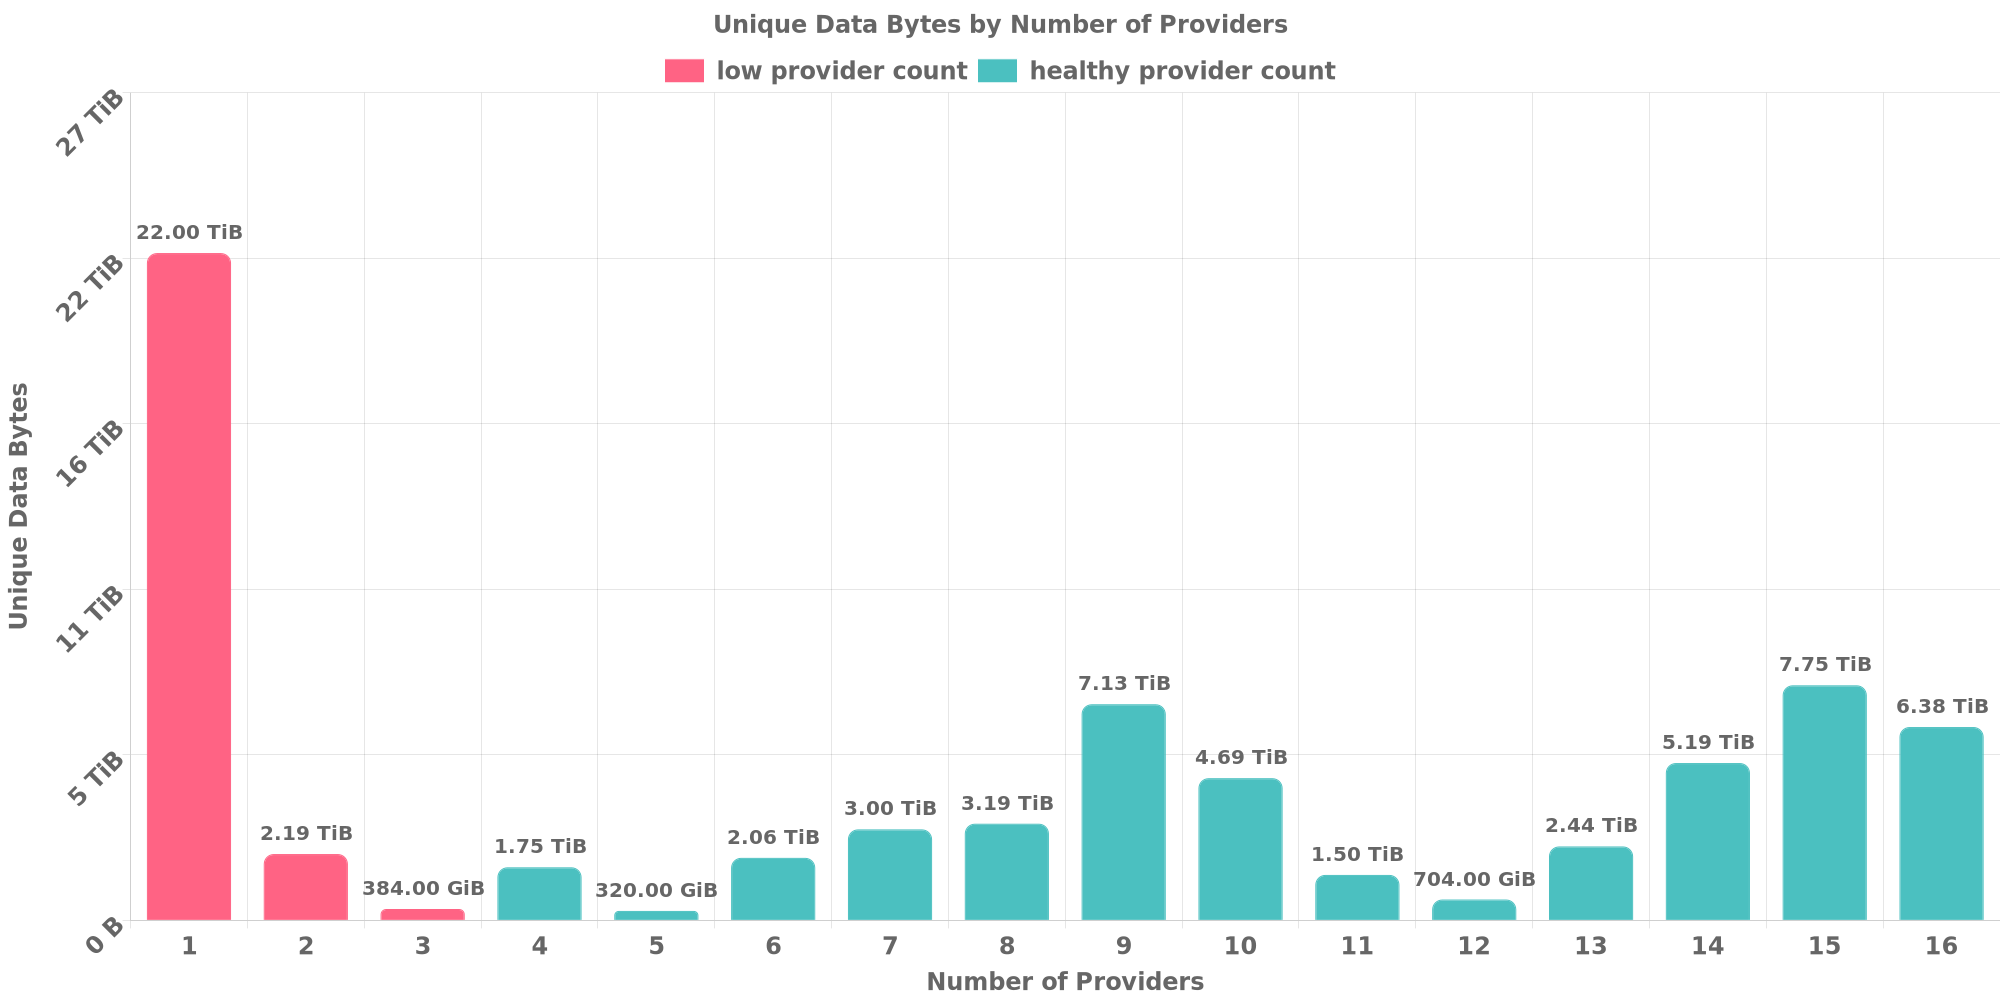 Unique Data Bytes by Number of Providers
low provider count healthy provider count
27 TiB
22 TiB
16 TiB
11 TiB
5 TiB
0 B
Unique Data Bytes
22.00 TiB
2.19 TiB
384.00 GiB
1.75 TiB
320.00 GiB
2.06 TiB
3.00 TiB
3.19 TiB
7.13 TiB
4.69 TiB
1.50 TiB
704.00 GiB
2.44 TiB
5.19 TiB
7.75 TiB
6.38 TiB
1 2 3 4 5 6 7 8 9 10 11 12 13 14 15 16
Number of Providers